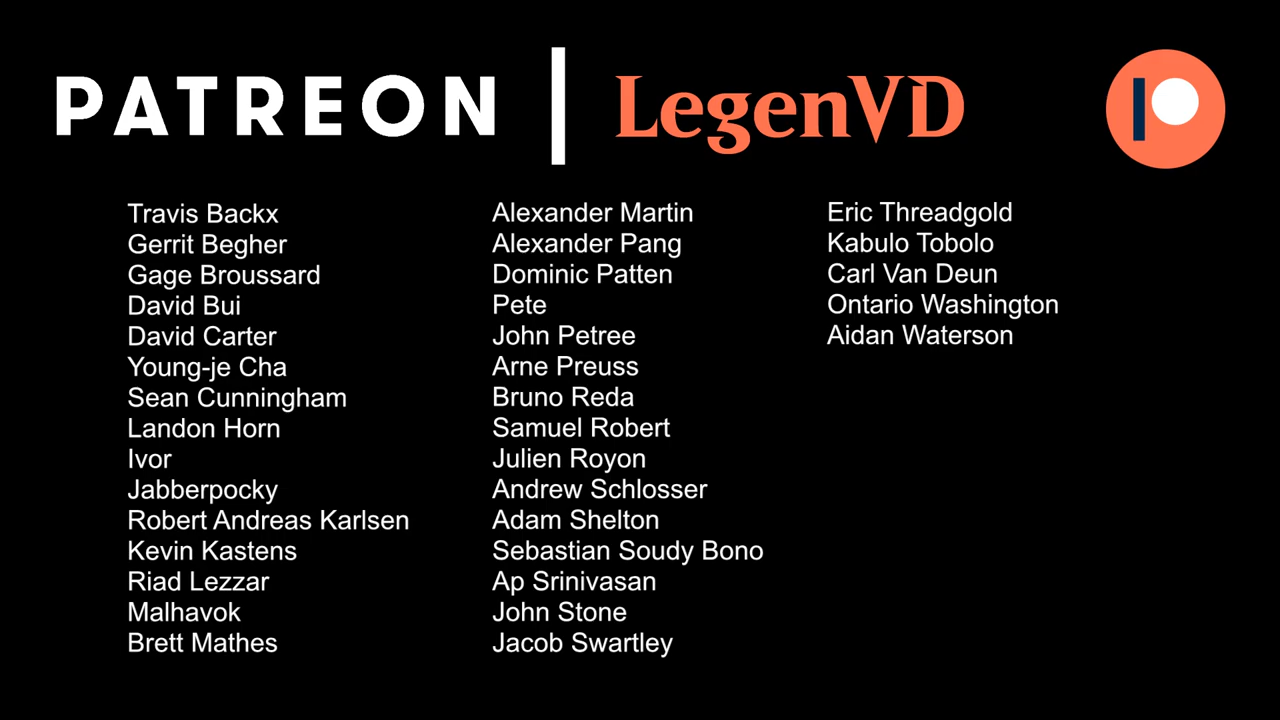 PATREON | LegenVD
Travis Backx
Gerrit Begher
Gage Broussard
David Bui
David Carter
Young-je Cha
Sean Cunningham
Landon Horn
Ivor
Jabberpocky
Robert Andreas Karlsen
Kevin Kastens
Riad Lezzar
Malhavok
Brett Mathes
Alexander Martin
Alexander Pang
Dominic Patten
Pete
John Petree
Arne Preuss
Bruno Reda
Samuel Robert
Julien Royon
Andrew Schlosser
Adam Shelton
Sebastian Soudy Bono
Ap Srinivasan
John Stone
Jacob Swartley
Eric Threadgold
Kabulo Tobolo
Carl Van Deun
Ontario Washington
Aidan Waterson